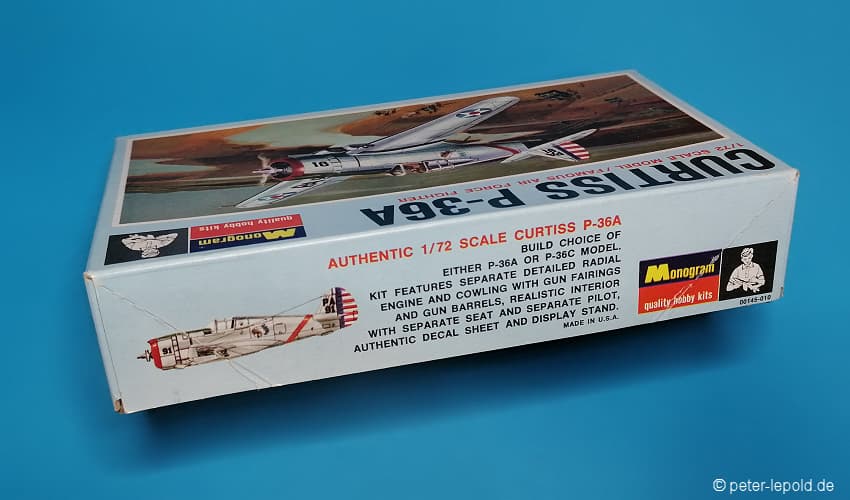 1/72 SCALE MODEL / FAMOUS AIR FORCE FIGHTER
CURTISS P-36A
Monogram
quality hobby kits
AUTHENTIC 1/72 SCALE CURTISS P-36A
BUILD CHOICE OF
EITHER P-36A OR P-36C MODEL.
KIT FEATURES SEPARATE DETAILED RADIAL
ENGINE AND COWLING WITH GUN FAIRINGS
AND GUN BARRELS, REALISTIC INTERIOR
WITH SEPARATE SEAT AND SEPARATE PILOT,
AUTHENTIC DECAL SHEET AND DISPLAY STAND.
MADE IN U.S.A.
Monogram
quality hobby kits
00145-010
© peter-lepold.de